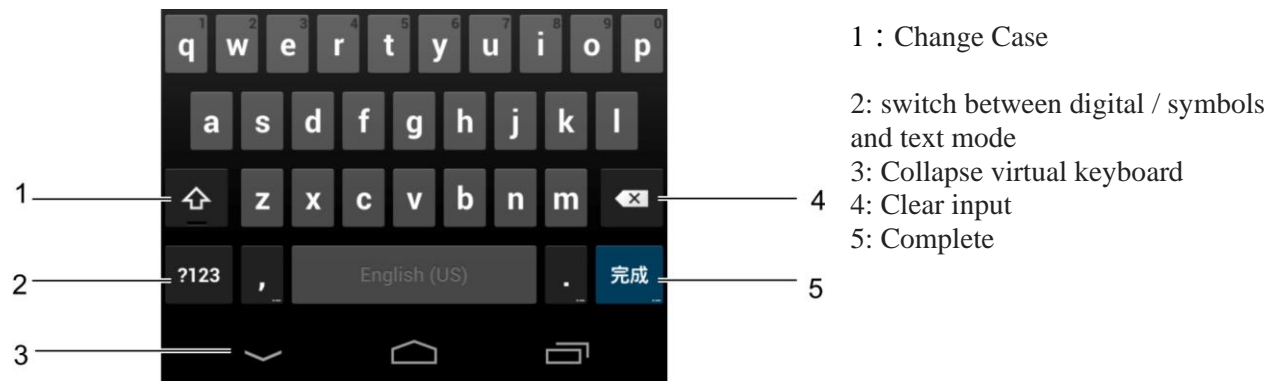 1 2 3 4 5 6 7 8 9 0
q w e r t y u i o p
a s d f g h j k l
1
z x c v b n m
4
2
?123 , English (US) . 完成
5
3
1：Change Case
2: switch between digital / symbols
and text mode
3: Collapse virtual keyboard
4: Clear input
5: Complete